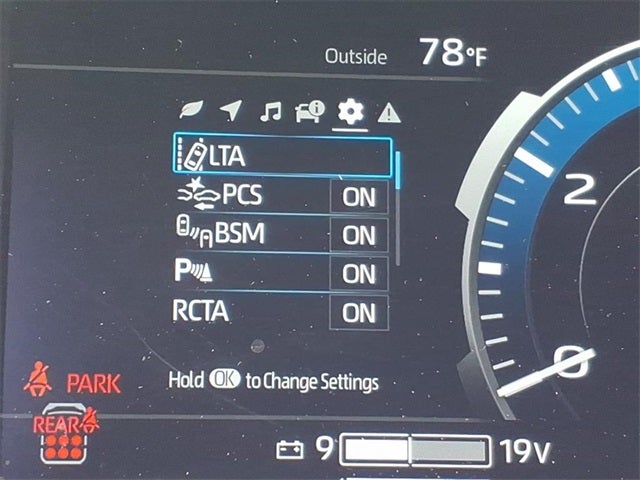 Outside 78°F
LTA
PCS ON
BSM ON
P
RCTA ON
ON
Hold OK to Change Settings
PARK
REAR
9 19V
2
0